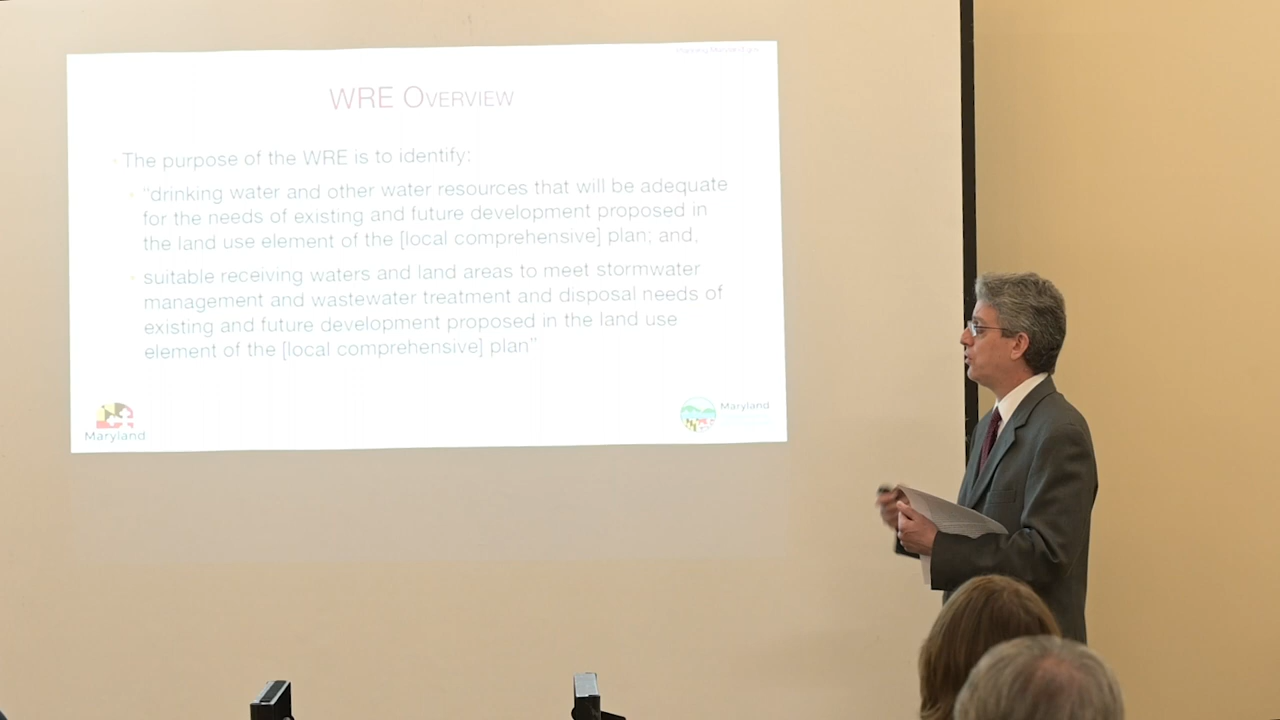 WRE OVERVIEW
The purpose of the WRE is to identify:
"drinking water and other water resources that will be adequate
for the needs of existing and future development proposed in
the land use element of the [local comprehensive] plan; and,
suitable receiving waters and land areas to meet stormwater
management and wastewater treatment and disposal needs of
existing and future development proposed in the land use
element of the [local comprehensive] plan"
Maryland
Maryland